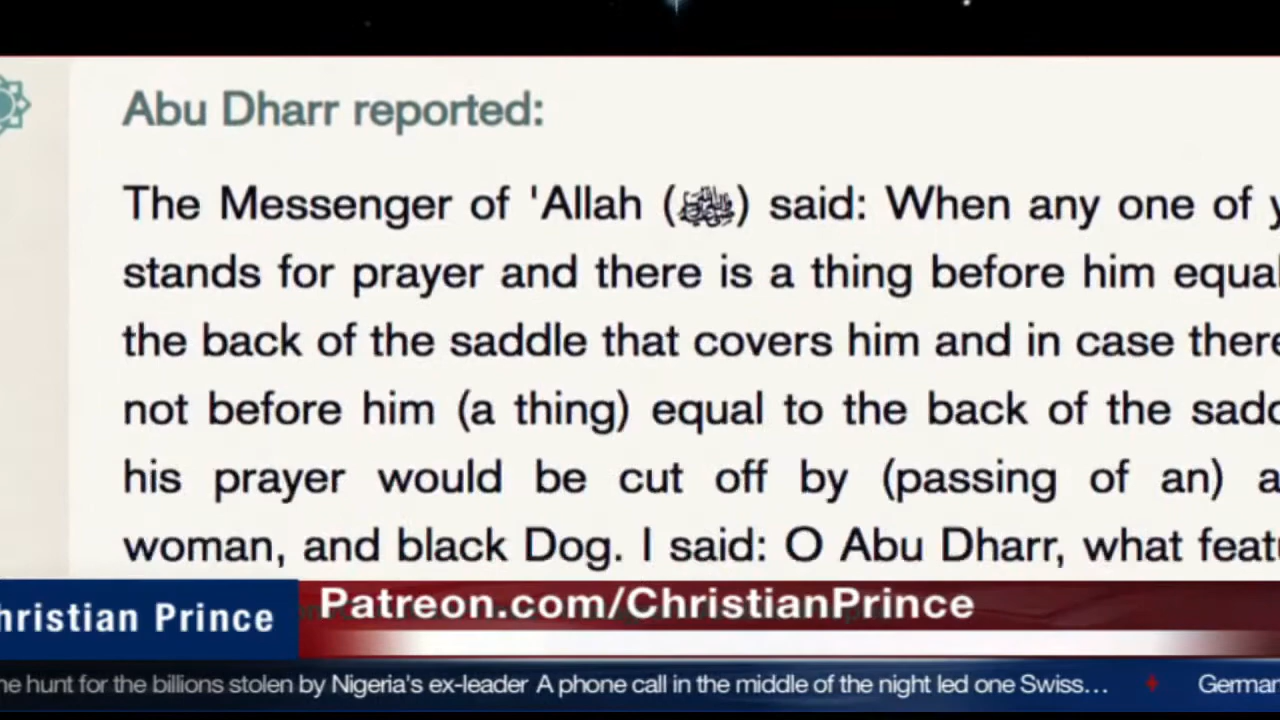 Abu Dharr reported:
The Messenger of 'Allah (ﷺ) said: When any one of y
stands for prayer and there is a thing before him equal
the back of the saddle that covers him and in case there
not before him (a thing) equal to the back of the sadd
his prayer would be cut off by (passing of an) a
woman, and black Dog. I said: O Abu Dharr, what featu
hristian Prince
Patreon.com/ChristianPrince
he hunt for the billions stolen by Nigeria's ex-leader A phone call in the middle of the night led one Swiss... German